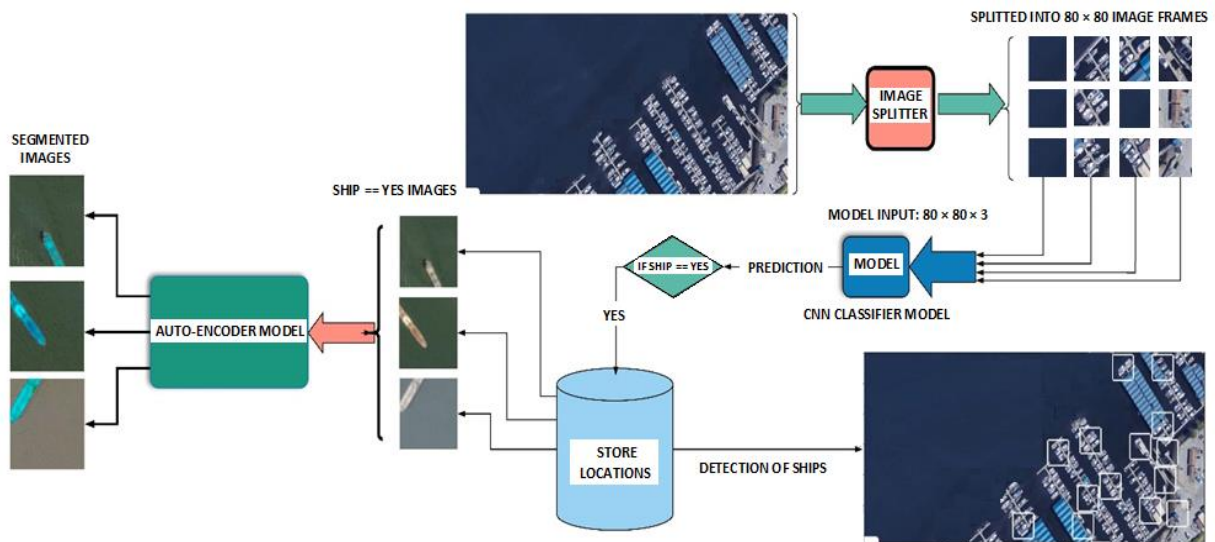 SPLITTED INTO 80 × 80 IMAGE FRAMES
IMAGE
SPLITTER
SEGMENTED
IMAGES
SHIP == YES IMAGES
MODEL INPUT: 80 × 80 × 3
IF SHIP == YES
PREDICTION
MODEL
CNN CLASSIFIER MODEL
YES
AUTO-ENCODER MODEL
STORE
LOCATIONS
DETECTION OF SHIPS